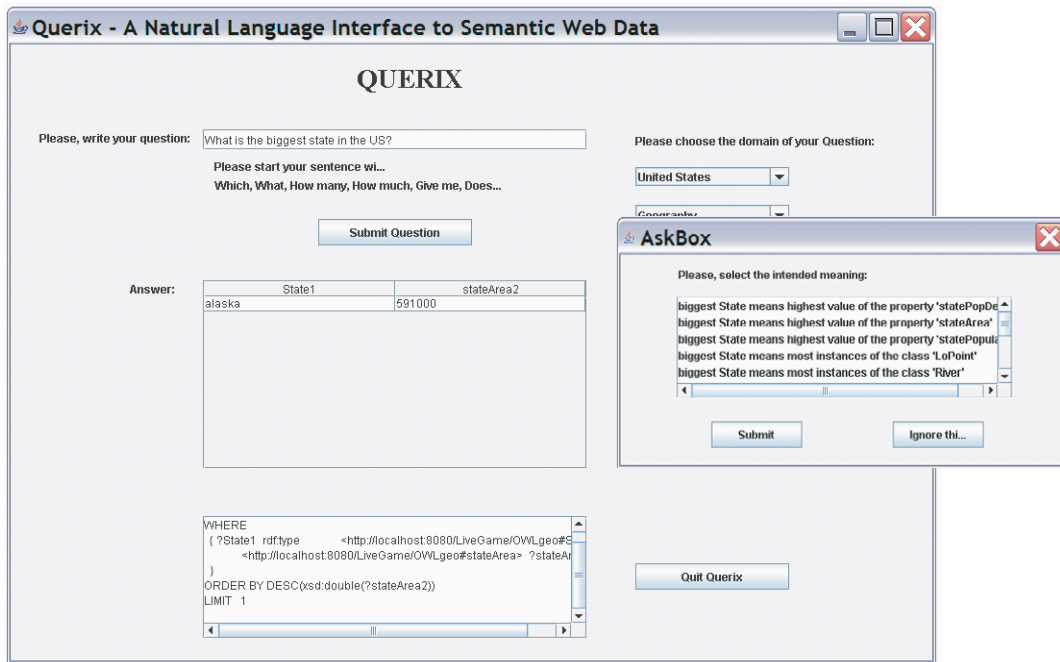 Querix - A Natural Language Interface to Semantic Web Data
QUERIX
Please, write your question:
What is the biggest state in the US?
Please start your sentence wi...
Which, What, How many, How much, Give me, Does...
Submit Question
Please choose the domain of your Question:
United States
Geography
AskBox
Please, select the intended meaning:
biggest State means highest value of the property 'statePopDe
biggest State means highest value of the property 'stateArea'
biggest State means highest value of the property 'statePopula
biggest State means most instances of the class 'LoPoint'
biggest State means most instances of the class 'River'
Submit
Ignore thi...
Answer:
State1 stateArea2
alaska 591000
WHERE
{ ?State1 rdf:type <http://localhost:8080/LiveGame/OWLgeo#S
<http://localhost:8080/LiveGame/OWLgeo#stateArea> ?stateAr
}
ORDER BY DESC(xsd:double(?stateArea2))
LIMIT 1
Quit Querix